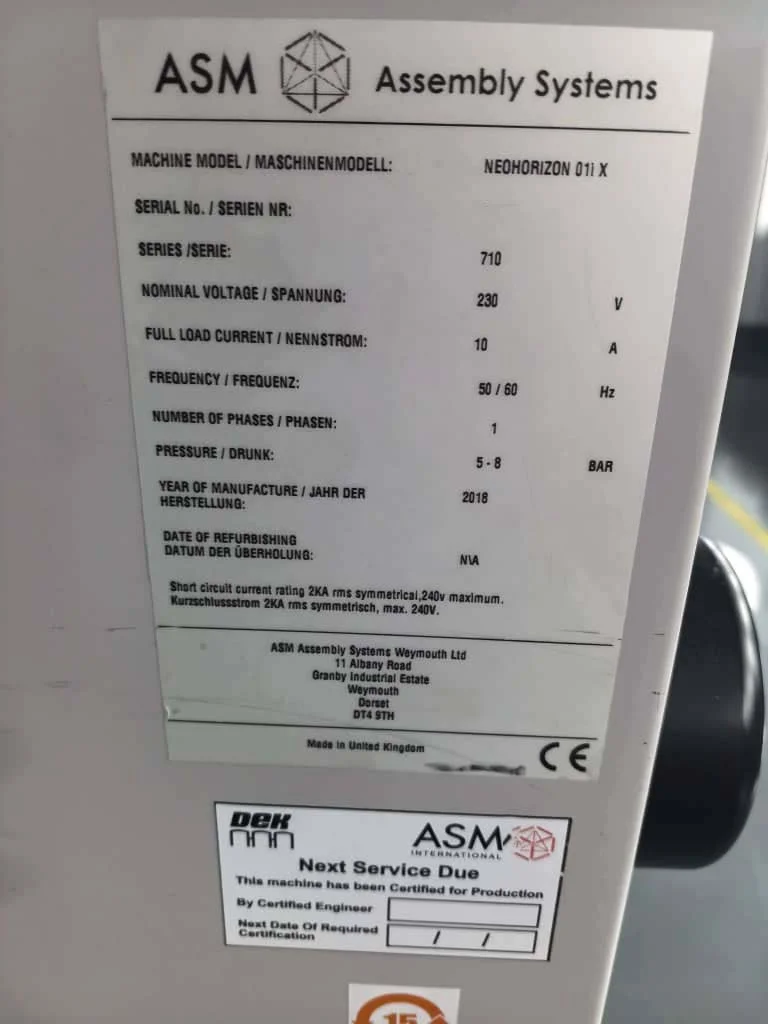 ASM Assembly Systems
MACHINE MODEL / MASCHINENMODELL: NEOHORIZON 01i X
SERIAL No. / SERIEN NR:
SERIES /SERIE: 710
NOMINAL VOLTAGE / SPANNUNG: 230 V
FULL LOAD CURRENT / NENNSTROM: 10 A
FREQUENCY / FREQUENZ: 50 / 60 Hz
NUMBER OF PHASES / PHASEN: 1
PRESSURE / DRUNK: 5 - 8 BAR
YEAR OF MANUFACTURE / JAHR DER 2018
HERSTELLUNG:
DATE OF REFURBISHING
DATUM DER ÜBERHOLUNG: N\A
Short circuit current rating 2KA rms symmetrical,240v maximum.
Kurzschlussstrom 2KA rms symmetrisch, max. 240V.
ASM Assembly Systems Weymouth Ltd
11 Albany Road
Granby Industrial Estate
Weymouth
Dorset
DT4 9TH
Made in United Kingdom CE
DEK ASM
INTERNATIONAL
Next Service Due
This machine has been Certified for Production
By Certified Engineer
Next Date Of Required / /
Certification
15